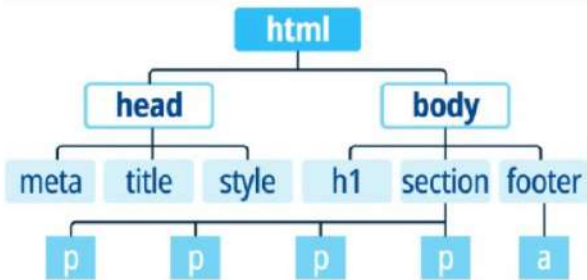 html
head body
meta title style h1 section footer
p p p p a